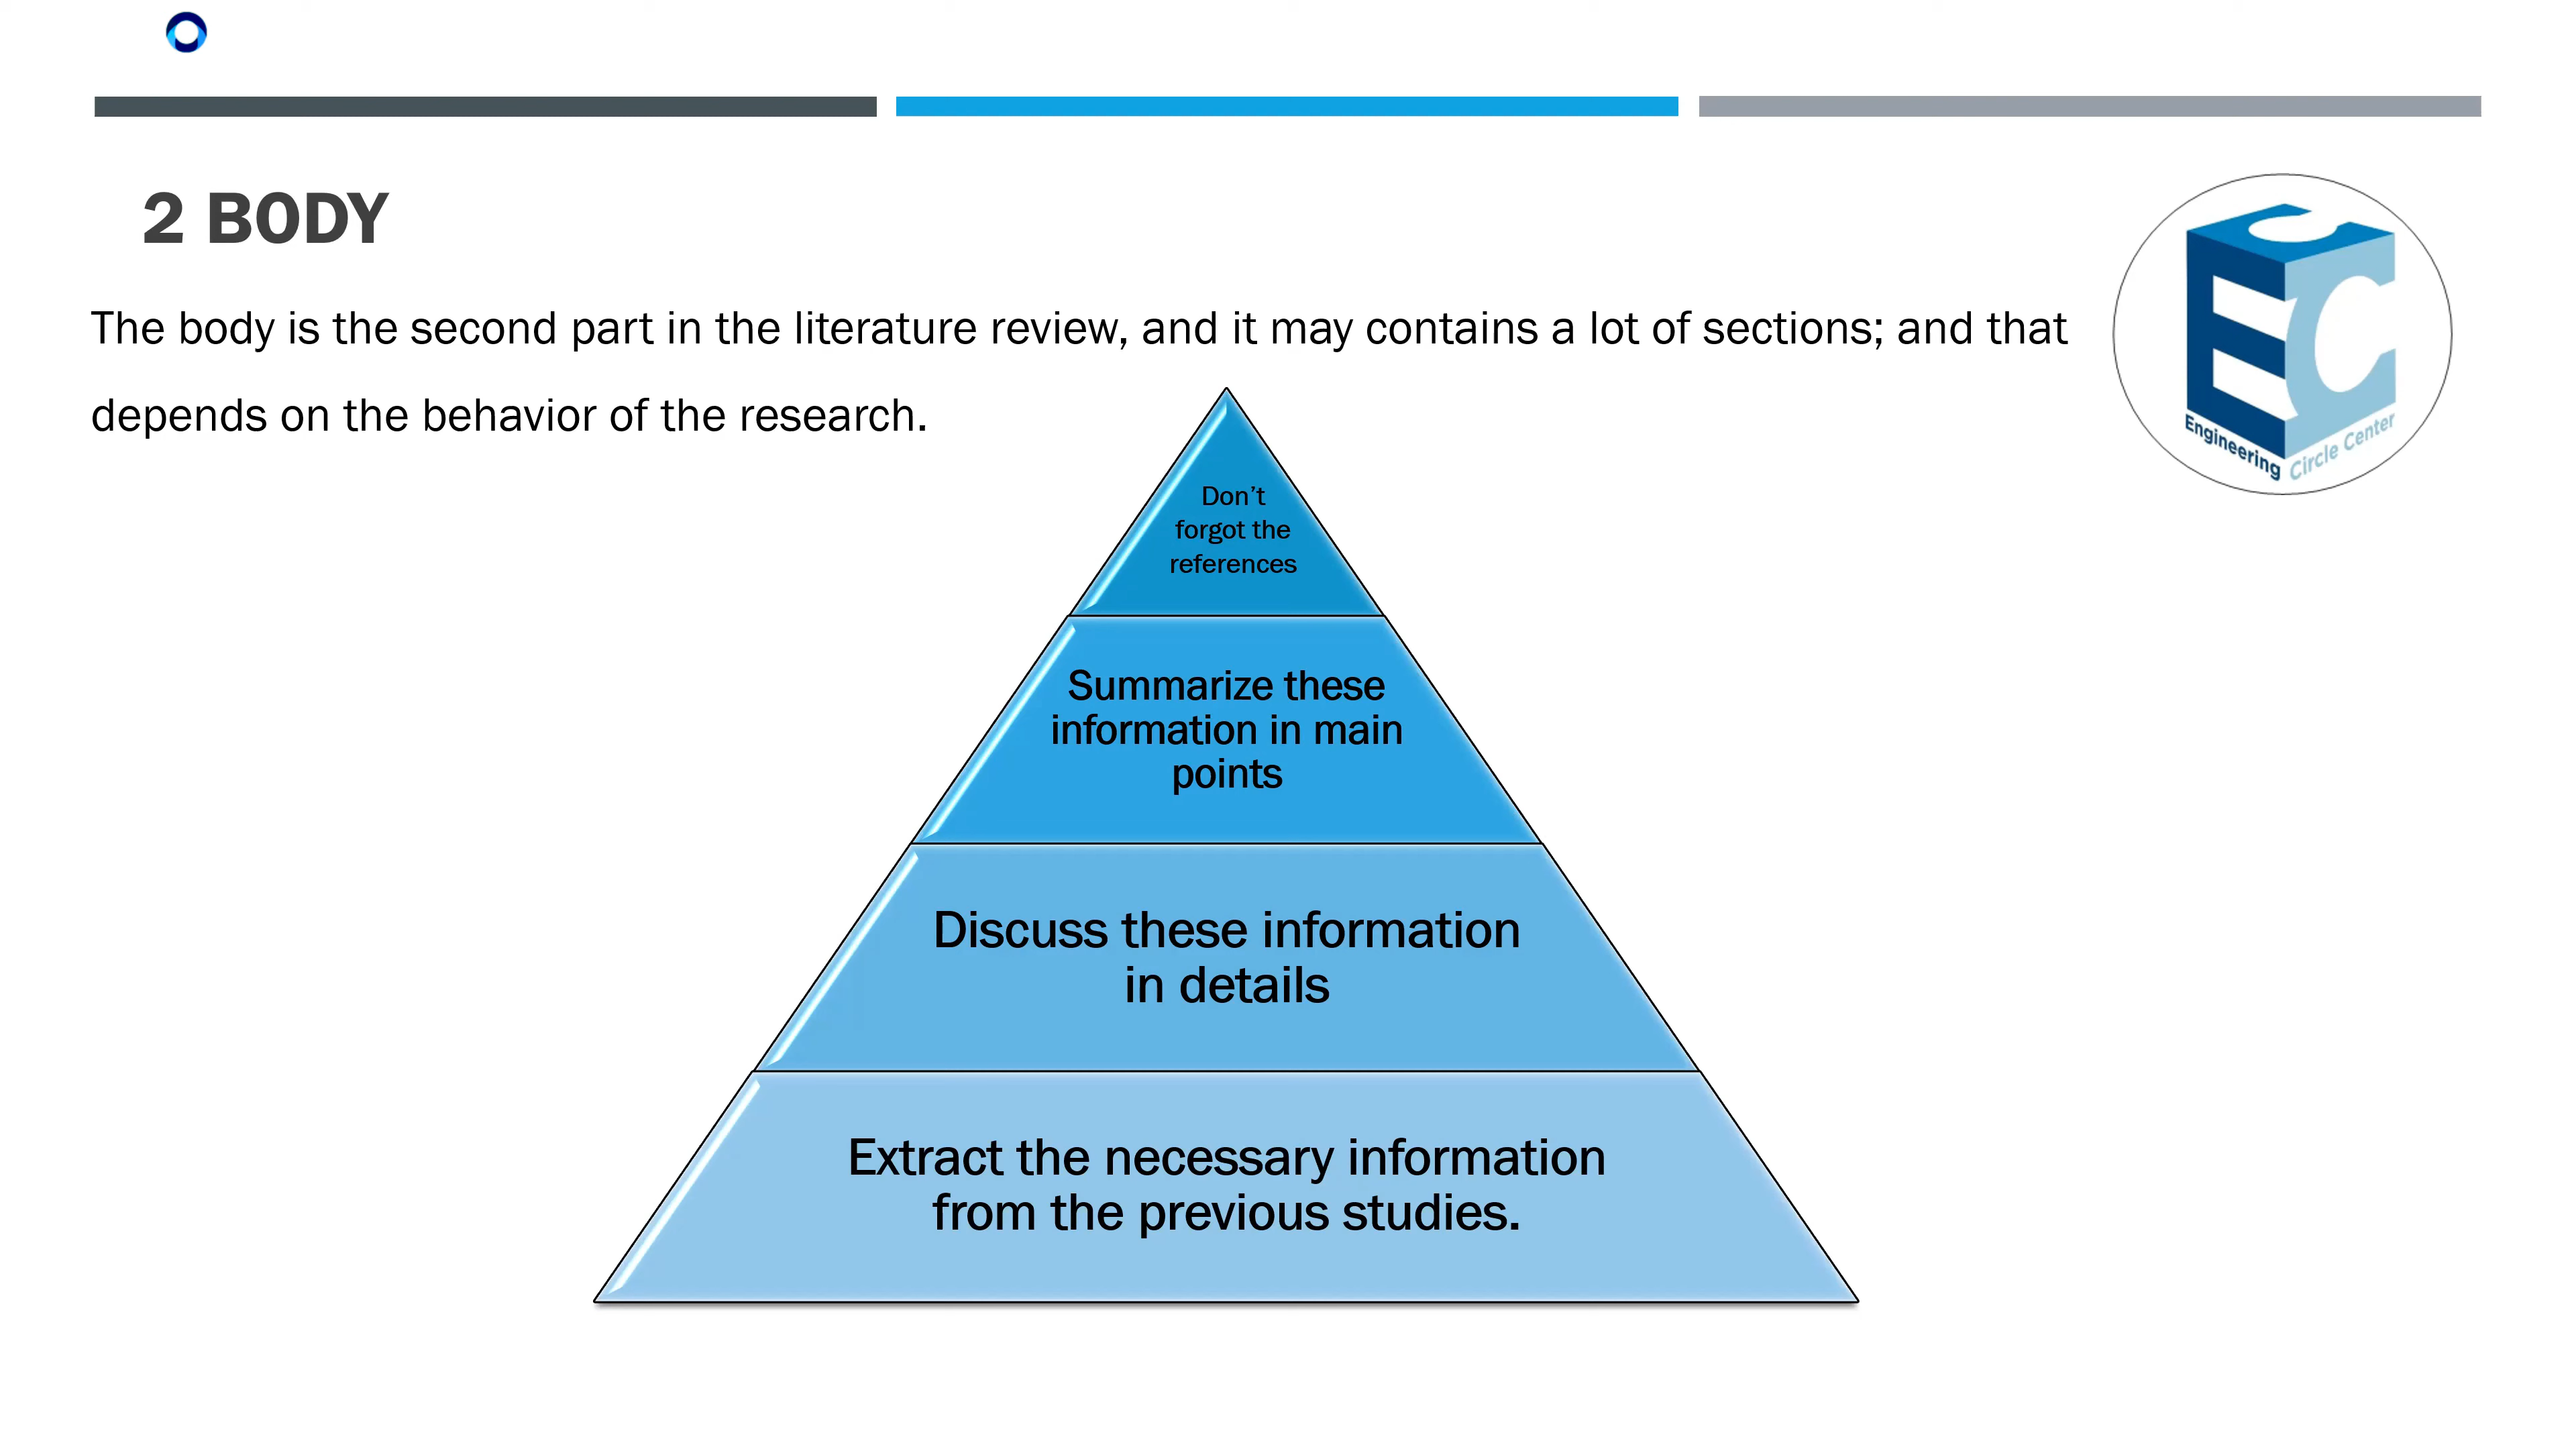 2 BODY
The body is the second part in the literature review, and it may contains a lot of sections; and that
depends on the behavior of the research.
Engineering Circle Center
Don’t
forgot the
references
Summarize these
information in main
points
Discuss these information
in details
Extract the necessary information
from the previous studies.